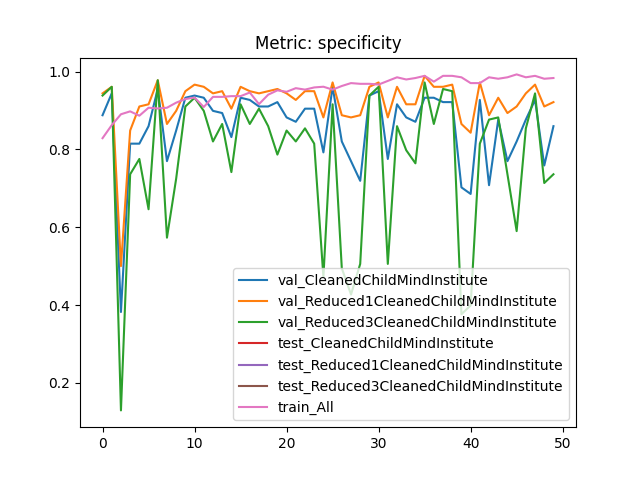 Metric: specificity
1.0
0.8
0.6
0.4
0.2
0
10
20
30
40
50
val_CleanedChildMindInstitute
val_Reduced1CleanedChildMindInstitute
val_Reduced3CleanedChildMindInstitute
test_CleanedChildMindInstitute
test_Reduced1CleanedChildMindInstitute
test_Reduced3CleanedChildMindInstitute
train_All